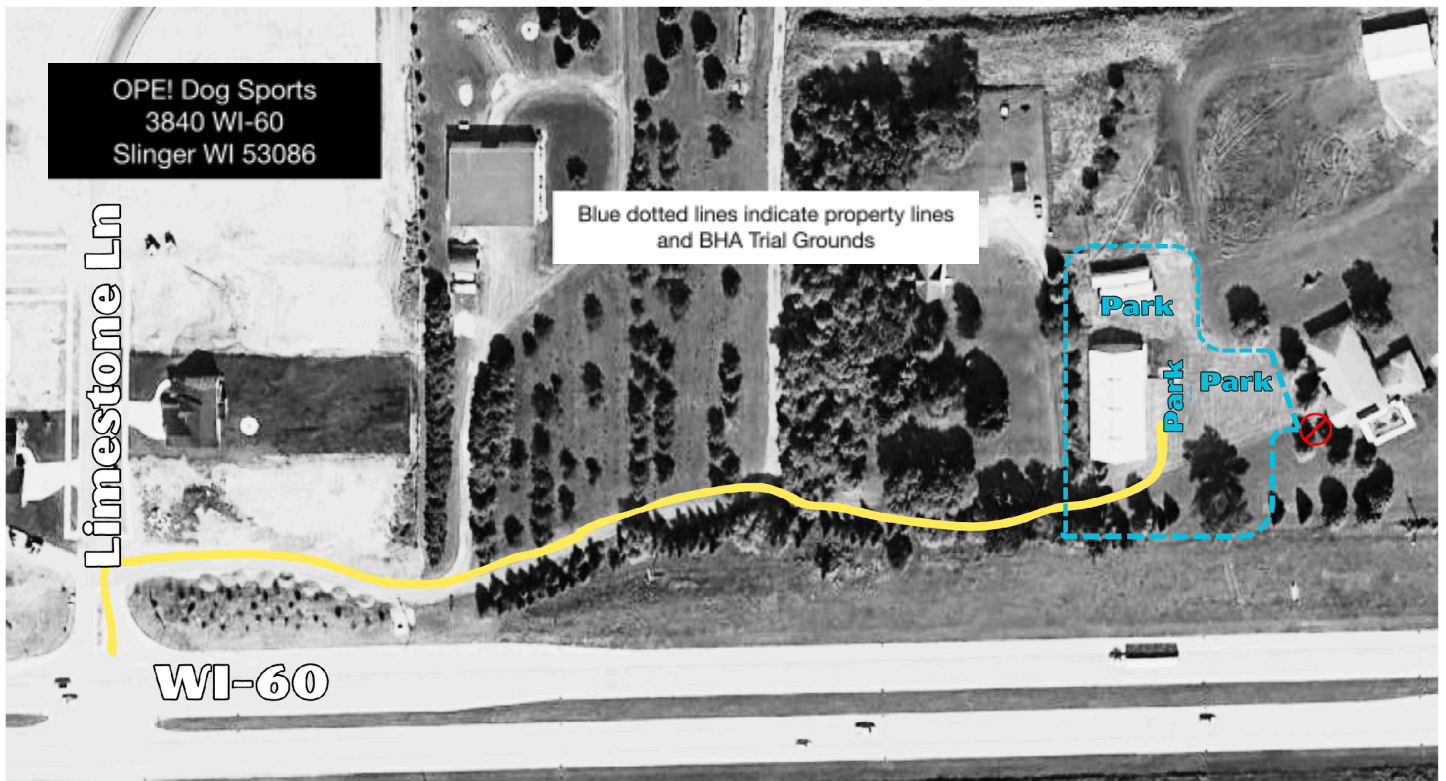 OPE! Dog Sports
3840 WI-60
Slinger WI 53086
Blue dotted lines indicate property lines
and BHA Trial Grounds
Limestone Ln
Park
Park
Park
WI-60